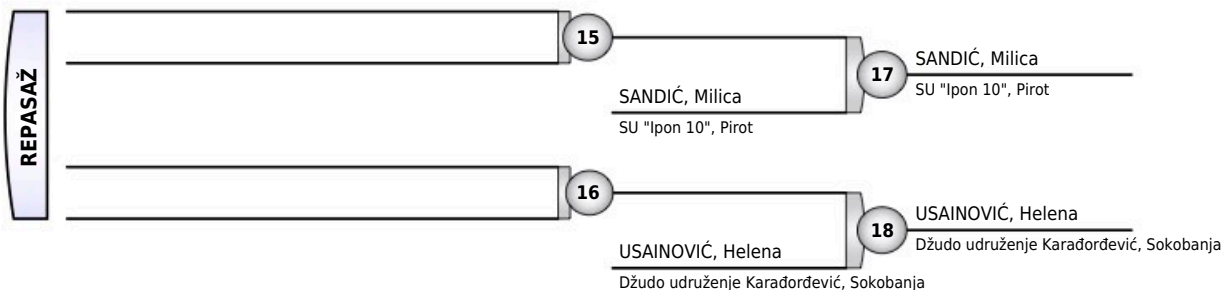 REPASAŽ
15
17
SANDIĆ, Milica
SU "Ipon 10", Pirot
SANDIĆ, Milica
SU "Ipon 10", Pirot
16
18
USAINOVIĆ, Helena
Džudo udruženje Karađorđević, Sokobanja
USAINOVIĆ, Helena
Džudo udruženje Karađorđević, Sokobanja